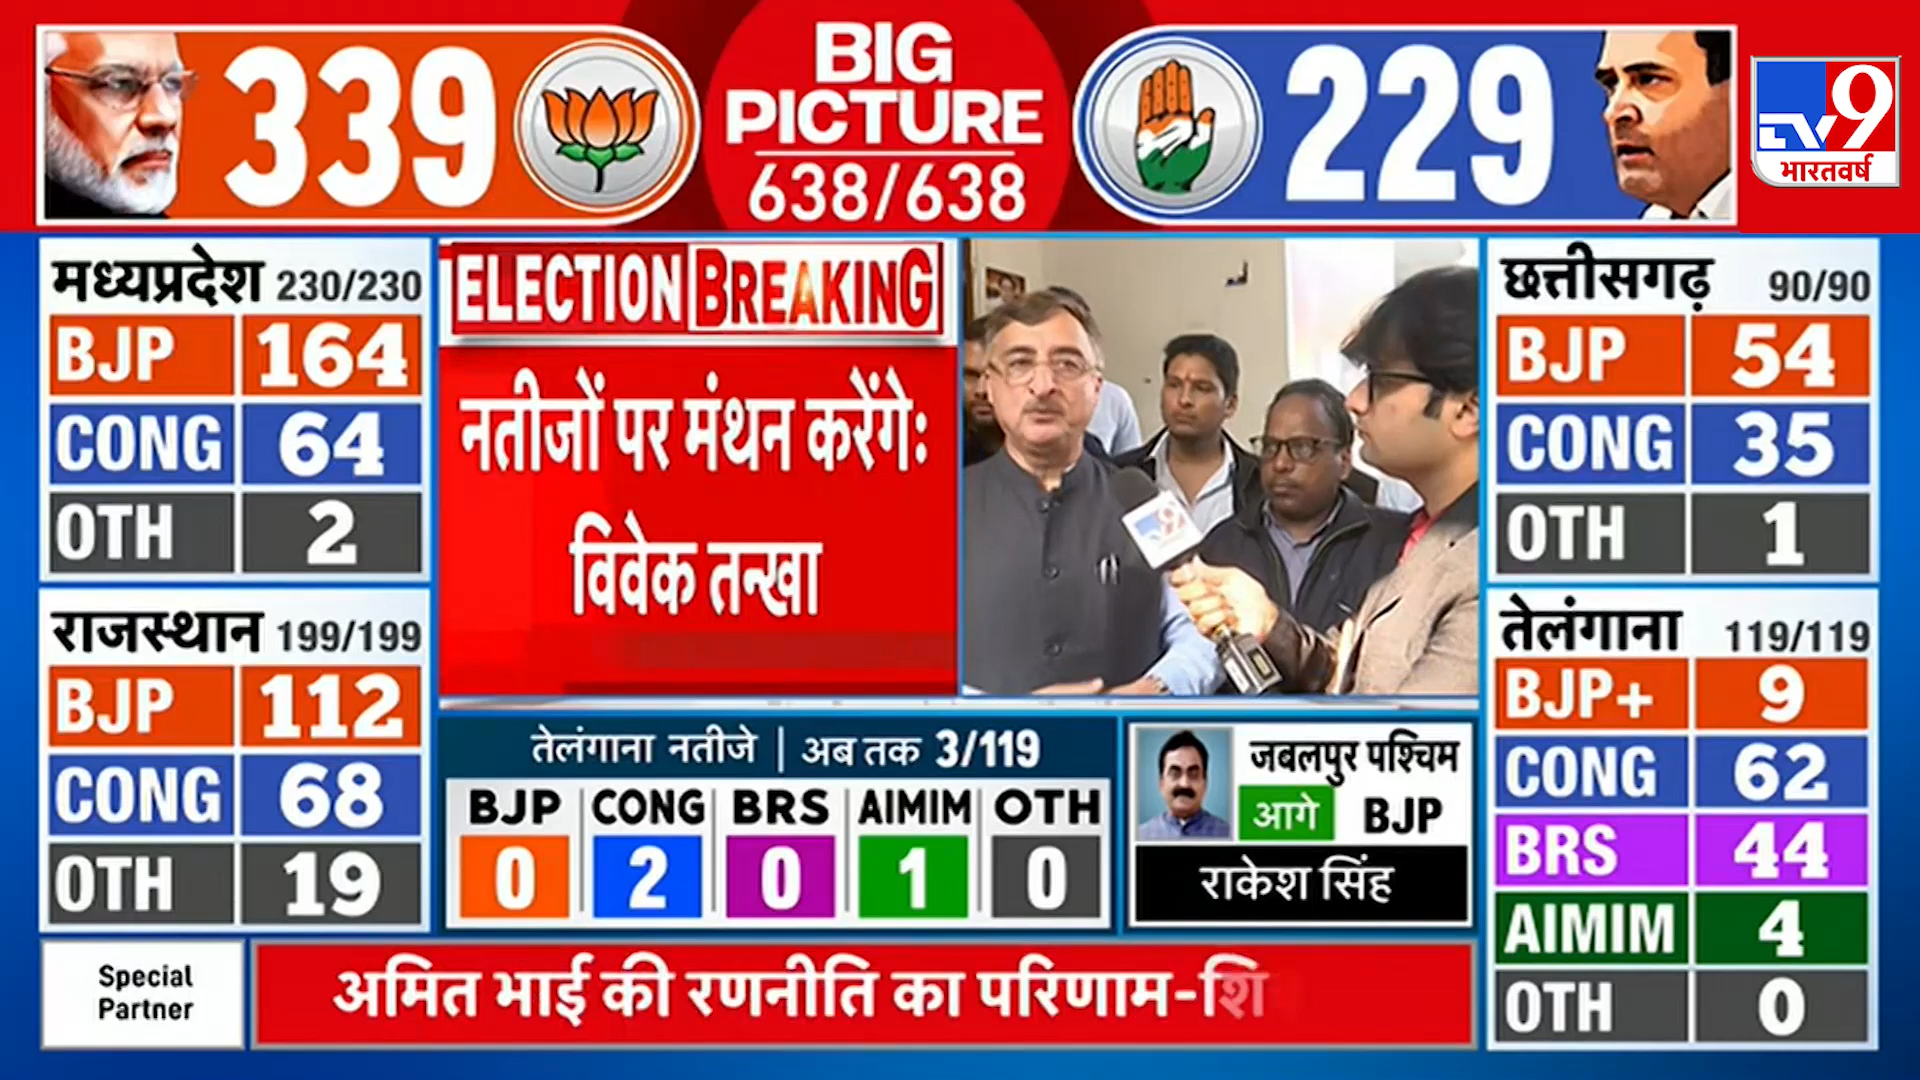 339
BIG
PICTURE
638/638
229
TV9
भारतवर्ष
मध्यप्रदेश 230/230
BJP 164
CONG 64
OTH 2
राजस्थान 199/199
BJP 112
CONG 68
OTH 19
ELECTION BREAKING
नतीजों पर मंथन करेंगेः
विवेक तन्खा
9
तेलंगाना नतीजे | अब तक 3/119
BJP CONG BRS AIMIM OTH
0 2 0 1 0
जबलपुर पश्चिम
आगे BJP
राकेश सिंह
छत्तीसगढ़ 90/90
BJP 54
CONG 35
OTH 1
तेलंगाना 119/119
BJP+ 9
CONG 62
BRS 44
AIMIM 4
OTH 0
Special
Partner
अमित भाई की रणनीति का परिणाम-शि